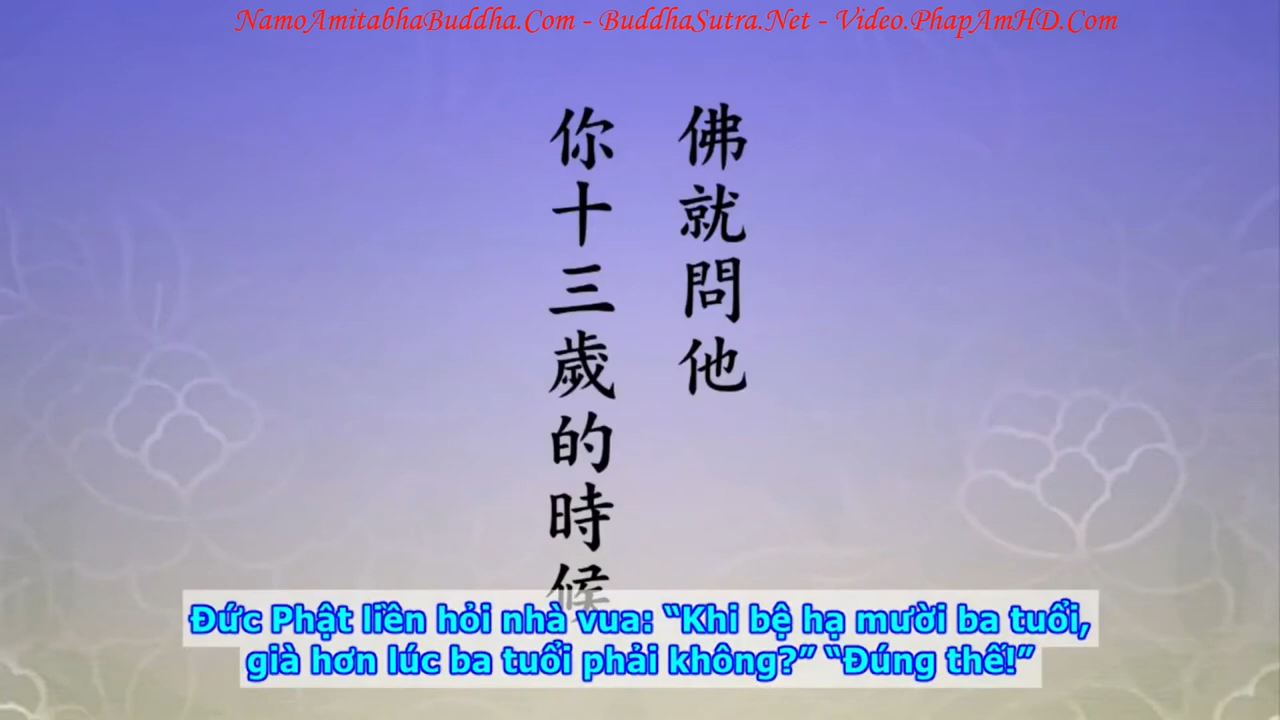 NamoAmitabhaBuddha.Com - BuddhaSutra.Net - Video.PhapAmHD.Com
佛就問他
你十三歲的時候
Đức Phật liền hỏi nhà vua: “Khi bệ hạ mười ba tuổi,
già hơn lúc ba tuổi phải không?” “Đúng thế!”